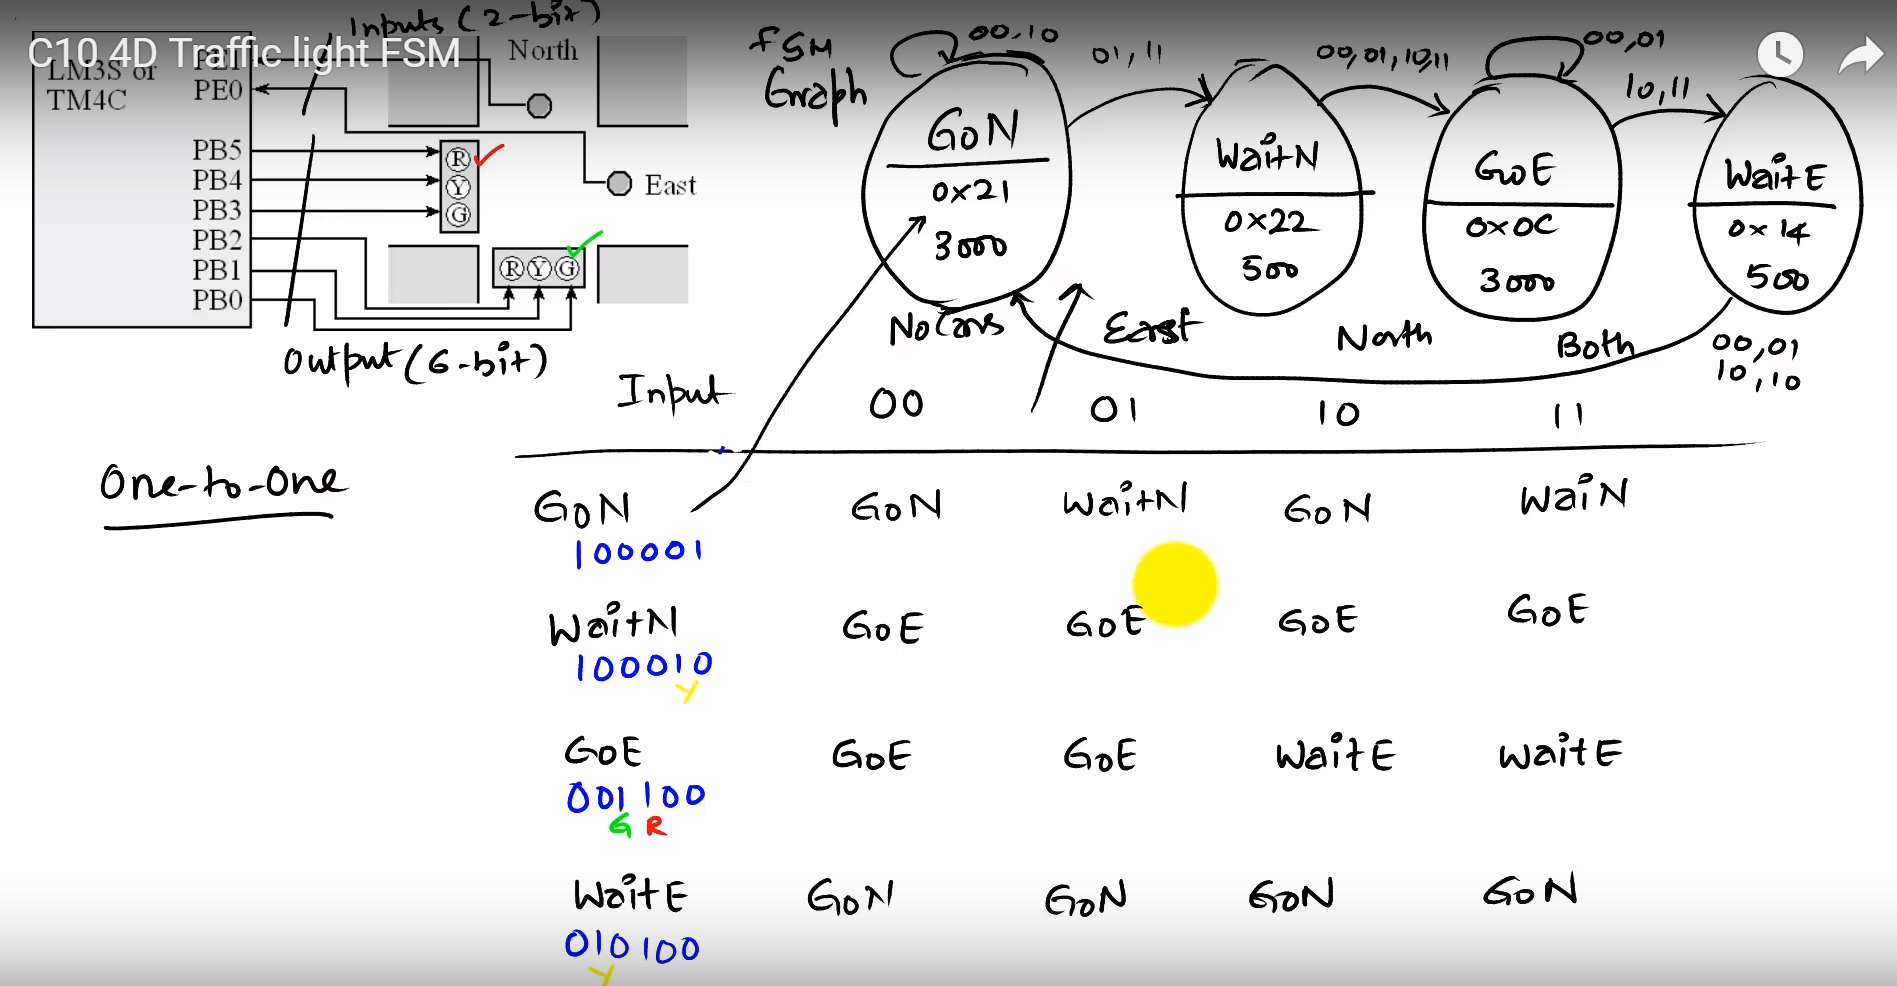 C10 4D Traffic light FSM
Inputs (2-bit)
LM3S or
TM4C
PE1
PE0
PB5
PB4
PB3
PB2
PB1
PB0
North
East
R
Y
G
R Y G
Output (6-bit)
FSM
Graph
00,10
GoN
0x21
3000
01,11
WaitN
0x22
500
00,01,10,11
GoE
0x0C
3000
00,01
10,11
WaitE
0x14
500
00,01
10,10
No Cars East North Both
Input 00 01 10 11
One-to-One
GoN GoN WaitN GoN WaiN
100001
WaitN GoE GoE GoE GoE
100010
Y
GoE GoE GoE WaitE WaitE
001100
G R
WaitE GoN GoN GoN GoN
010100
Y